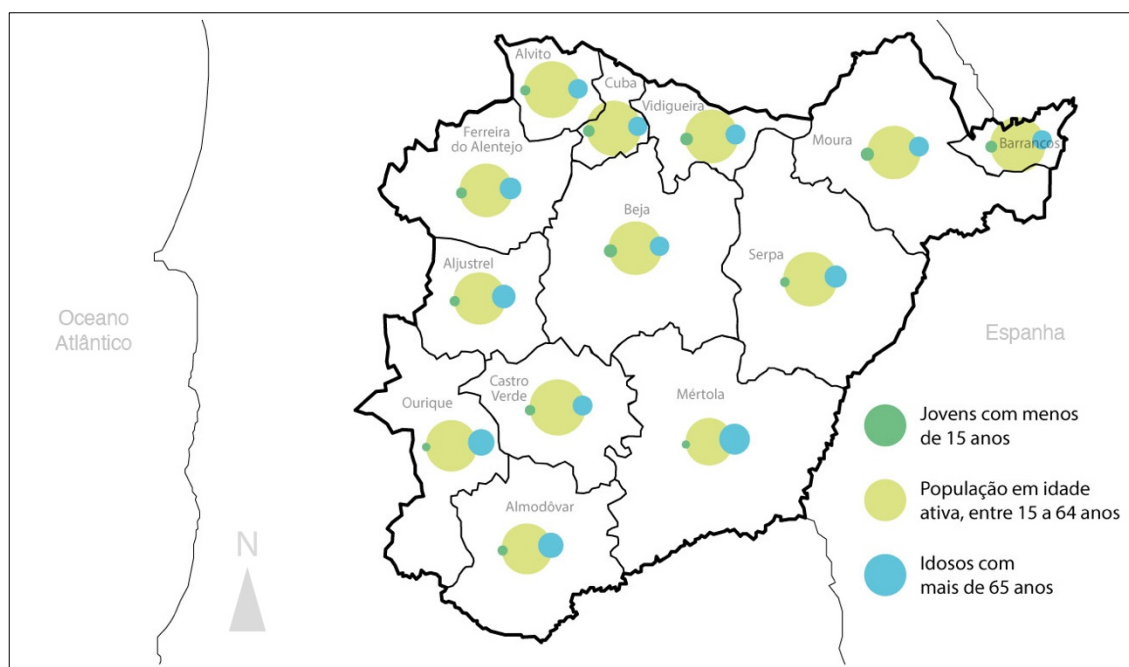 Alvito
Cuba
Vidigueira
Ferreira
do Alentejo
Moura
Barrancos
Beja
Serpa
Aljustrel
Oceano
Atlântico
Espanha
Castro
Verde
Ourique
Mértola
Almodôvar
N
Jovens com menos
de 15 anos
População em idade
ativa, entre 15 a 64 anos
Idosos com
mais de 65 anos